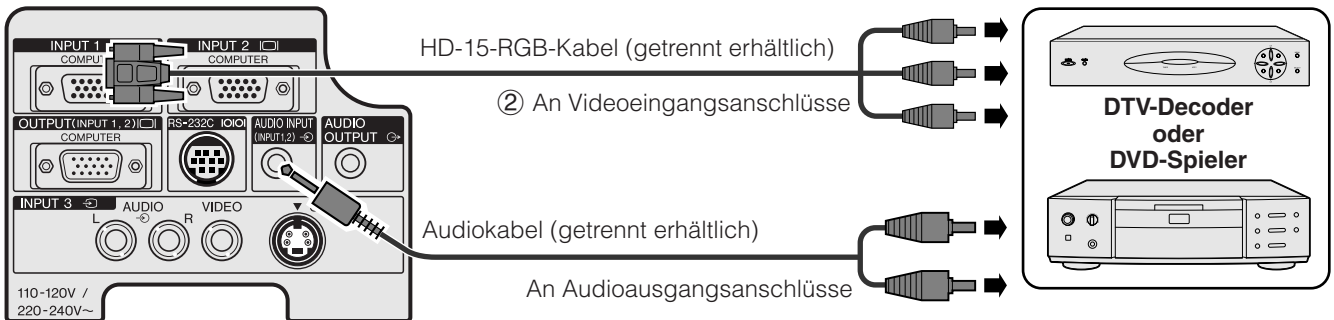 INPUT 1
INPUT 2
COMPUT
COMPUTER
HD-15-RGB-Kabel (getrennt erhältlich)
② An Videoeingangsanschlüsse
OUTPUT(INPUT 1, 2)
COMPUTER
RS-232C IOIOI
AUDIO INPUT
(INPUT1,2)
AUDIO
OUTPUT
DTV-Decoder
oder
DVD-Spieler
INPUT 3
L AUDIO R
VIDEO
Audiokabel (getrennt erhältlich)
An Audioausgangsanschlüsse
110-120V /
220-240V~